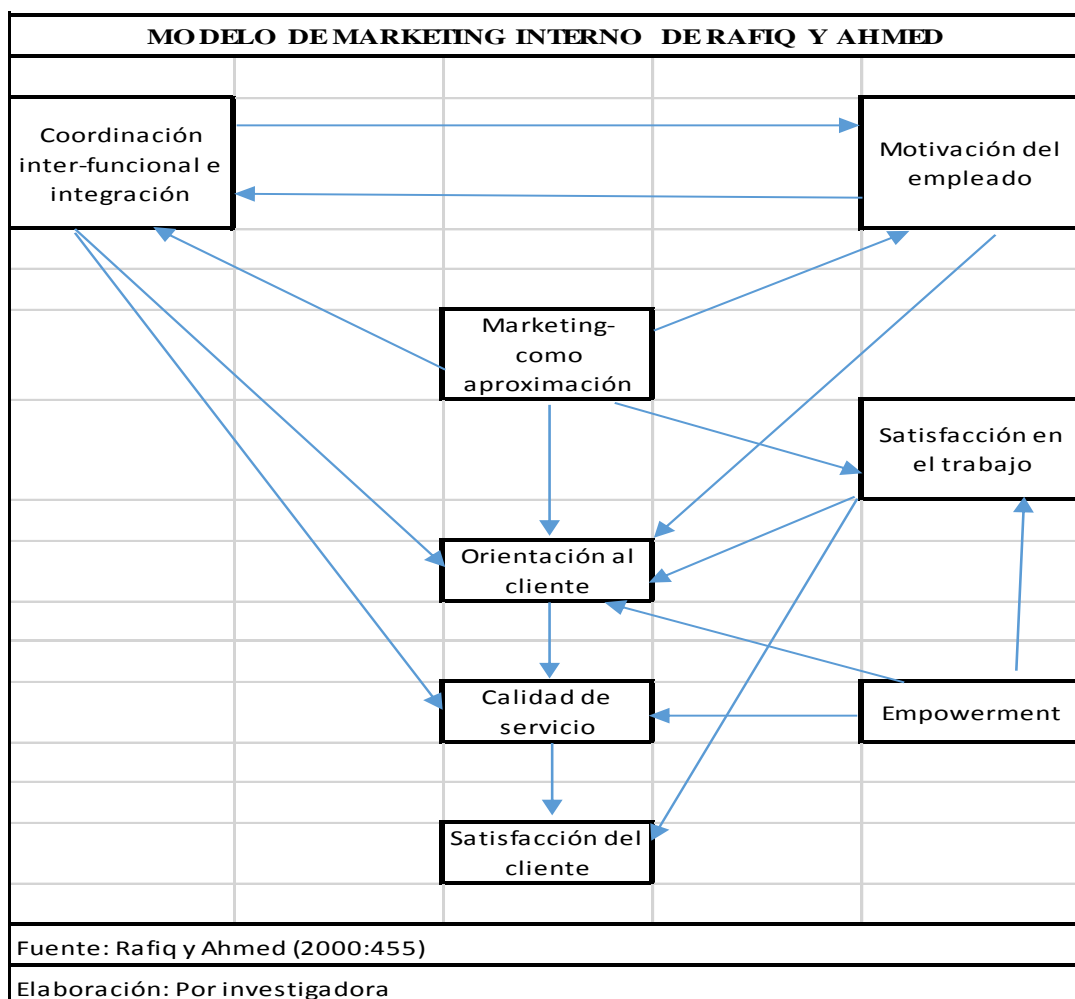 MODELO DE MARKETING INTERNO DE RAFIQ Y AHMED
Coordinación
inter-funcional e
integración
Motivación del
empleado
Marketing-
como
aproximación
Satisfacción en
el trabajo
Orientación al
cliente
Calidad de
servicio
Empowerment
Satisfacción del
cliente
Fuente: Rafiq y Ahmed (2000:455)
Elaboración: Por investigadora